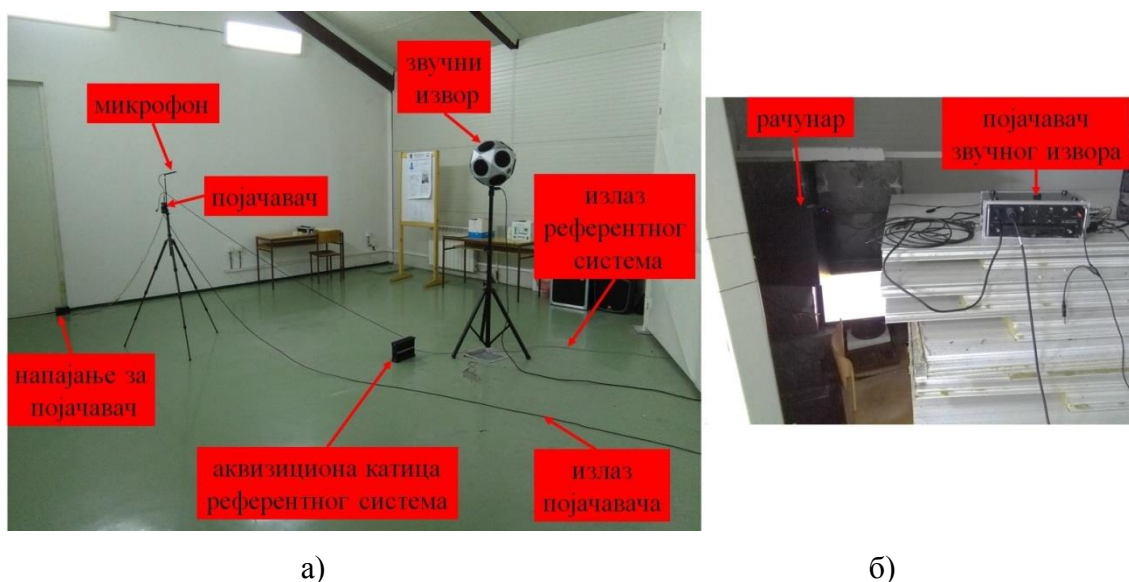 звучни
извор
микрофон
појачавач
излаз
референтног
система
напајање за
појачавач
аквизициона катица
референтног система
излаз
појачавача
рачунар
појачавач
звучног извора
а)
б)